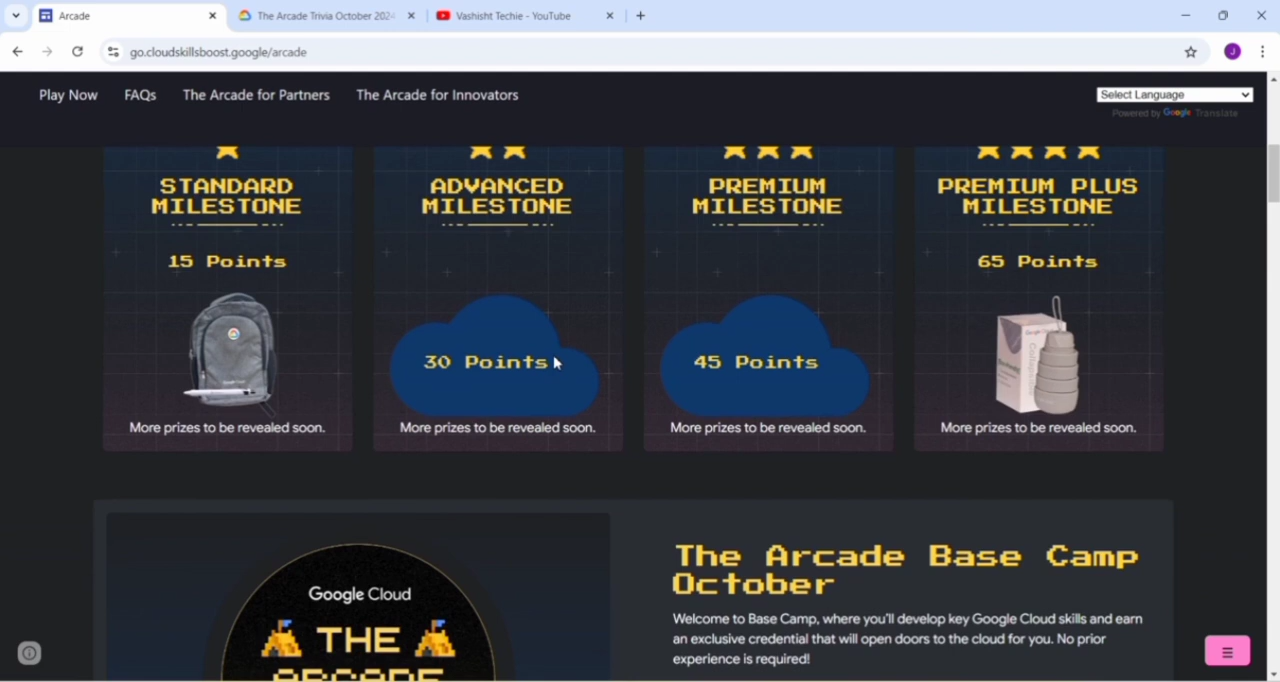 Arcade
The Arcade Trivia October 2024
Vashisht Techie - YouTube
go.cloudskillsboost.google/arcade
J
Play Now
FAQs
The Arcade for Partners
The Arcade for Innovators
Select Language
Powered by Google Translate
STANDARD
MILESTONE
15 Points
More prizes to be revealed soon.
ADVANCED
MILESTONE
30 Points
More prizes to be revealed soon.
PREMIUM
MILESTONE
45 Points
More prizes to be revealed soon.
PREMIUM PLUS
MILESTONE
65 Points
More prizes to be revealed soon.
Google Cloud
THE
ARCADE
The Arcade Base Camp
October
Welcome to Base Camp, where you'll develop key Google Cloud skills and earn
an exclusive credential that will open doors to the cloud for you. No prior
experience is required!